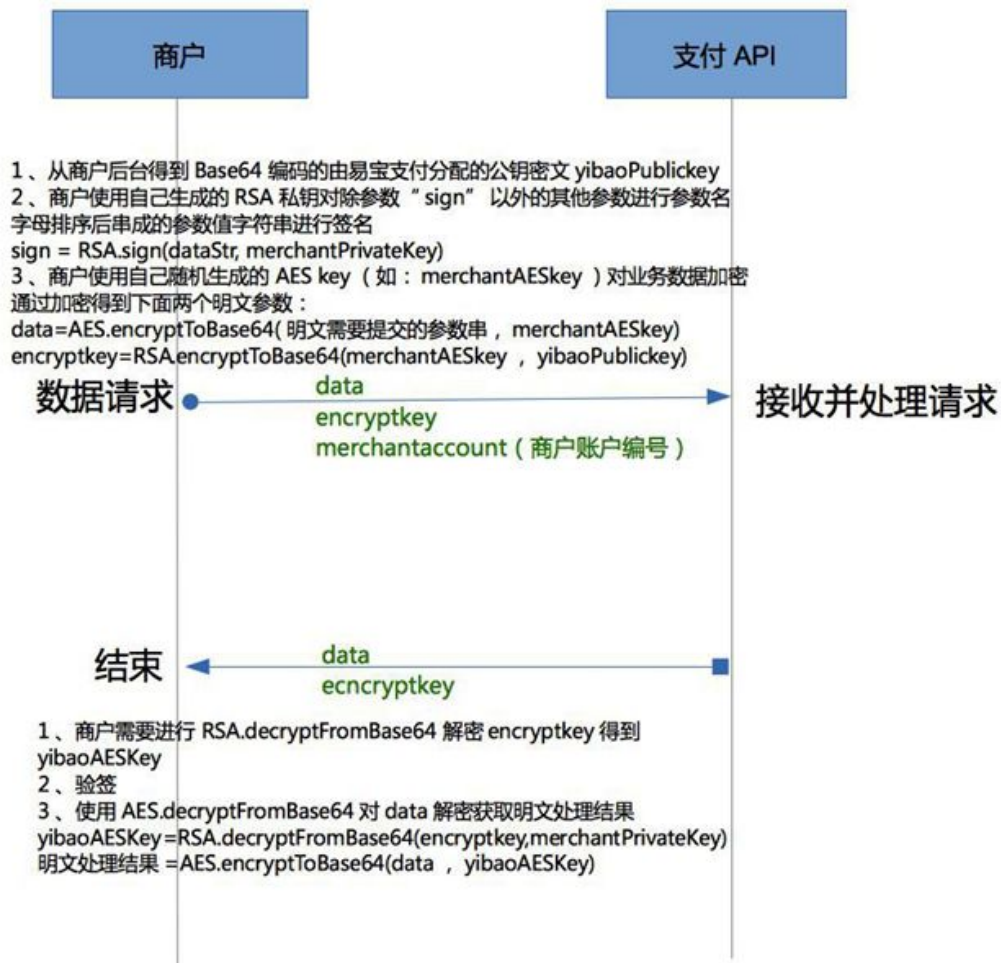 商户
支付 API
1、从商户后台得到 Base64 编码的由易宝支付分配的公钥密文 yibaoPublickey
2、商户使用自己生成的 RSA 私钥对除参数“sign” 以外的其他参数进行参数名
字母排序后串成的参数值字符串进行签名
sign = RSA.sign(dataStr, merchantPrivateKey)
3、商户使用自己随机生成的 AES key（如：merchantAESkey）对业务数据加密
通过加密得到下面两个明文参数：
data=AES.encryptToBase64( 明文需要提交的参数串，merchantAESkey)
encryptkey=RSA.encryptToBase64(merchantAESkey ，yibaoPublickey)
数据请求
data
encryptkey
merchantaccount（商户账户编号）
接收并处理请求
结束
data
ecncryptkey
1、商户需要进行 RSA.decryptFromBase64 解密 encryptkey 得到
yibaoAESKey
2、验签
3、使用 AES.decryptFromBase64 对 data 解密获取明文处理结果
yibaoAESKey=RSA.decryptFromBase64(encryptkey,merchantPrivateKey)
明文处理结果 =AES.encryptToBase64(data ，yibaoAESKey)